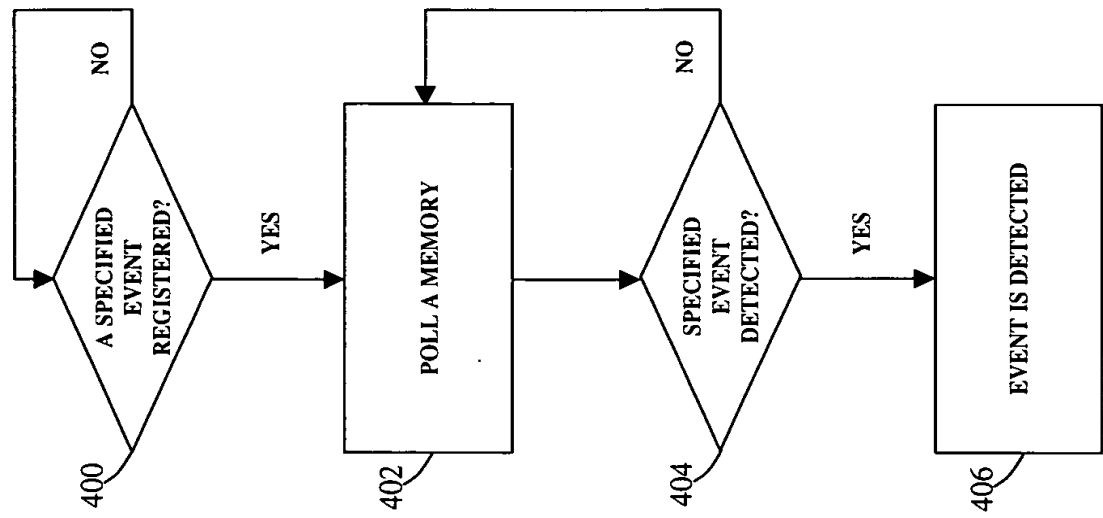 400
A SPECIFIED
EVENT
REGISTERED?
NO
YES
402
POLL A MEMORY
404
SPECIFIED
EVENT
DETECTED?
NO
YES
406
EVENT IS DETECTED